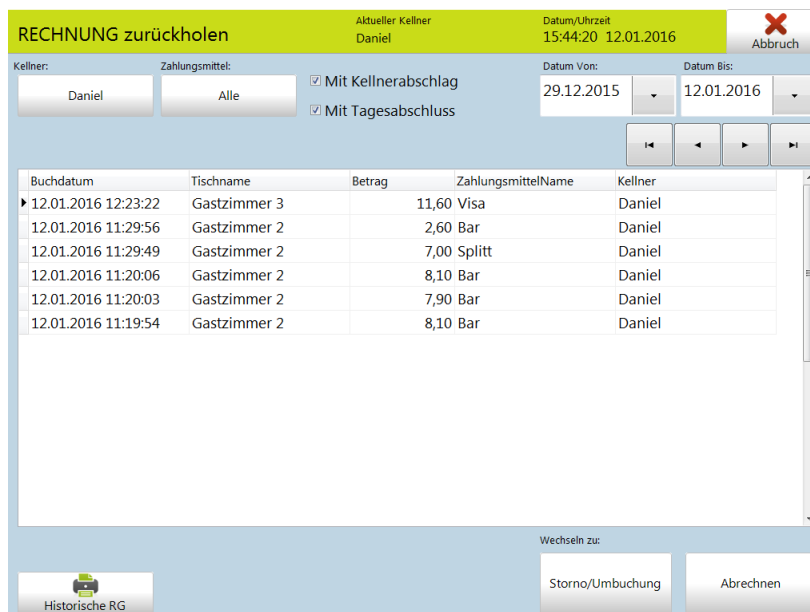 RECHNUNG zurückholen
Aktueller Kellner
Daniel
Datum/Uhrzeit
15:44:20 12.01.2016
Abbruch
Kellner:
Daniel
Zahlungsmittel:
Alle
Mit Kellnerabschlag
Mit Tagesabschluss
Datum Von:
29.12.2015
Datum Bis:
12.01.2016
Buchdatum Tischname Betrag ZahlungsmittelName Kellner
12.01.2016 12:23:22 Gastzimmer 3 11,60 Visa Daniel
12.01.2016 11:29:56 Gastzimmer 2 2,60 Bar Daniel
12.01.2016 11:29:49 Gastzimmer 2 7,00 Splitt Daniel
12.01.2016 11:20:06 Gastzimmer 2 8,10 Bar Daniel
12.01.2016 11:20:03 Gastzimmer 2 7,90 Bar Daniel
12.01.2016 11:19:54 Gastzimmer 2 8,10 Bar Daniel
Wechseln zu:
Historische RG
Storno/Umbuchung
Abrechnen